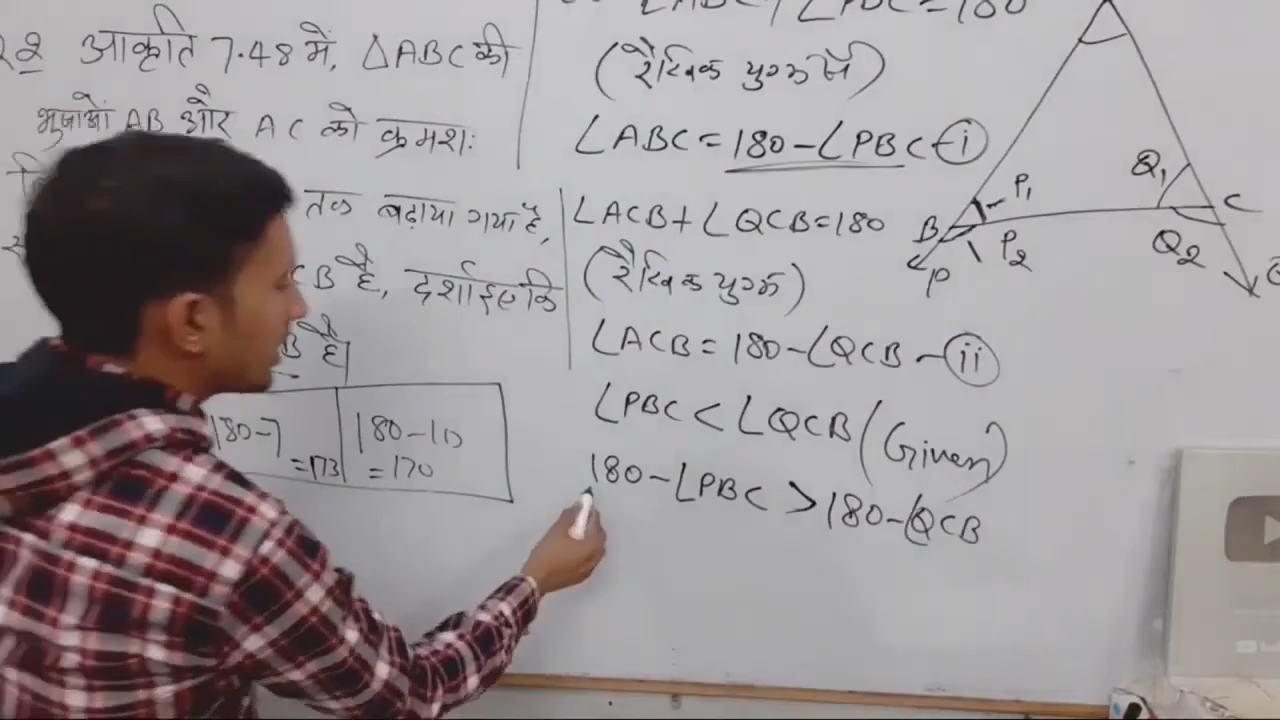 2 आकृति 7.48 में, △ABC की
भुजाओं AB और AC को क्रमशः
तक बढ़ाया गया है,
CB है, दर्शाइए कि
है।
180-7
=173
180-10
=170
=180
(रैखिक युग्म से)
∠ABC = 180-∠PBC - i
∠ACB+∠QCB=180
(रैखिक युग्म)
∠ACB = 180-∠QCB - ii
∠PBC < ∠QCB (Given)
180-∠PBC > 180-∠QCB
B
P
P1
P2
Q1
Q2
C